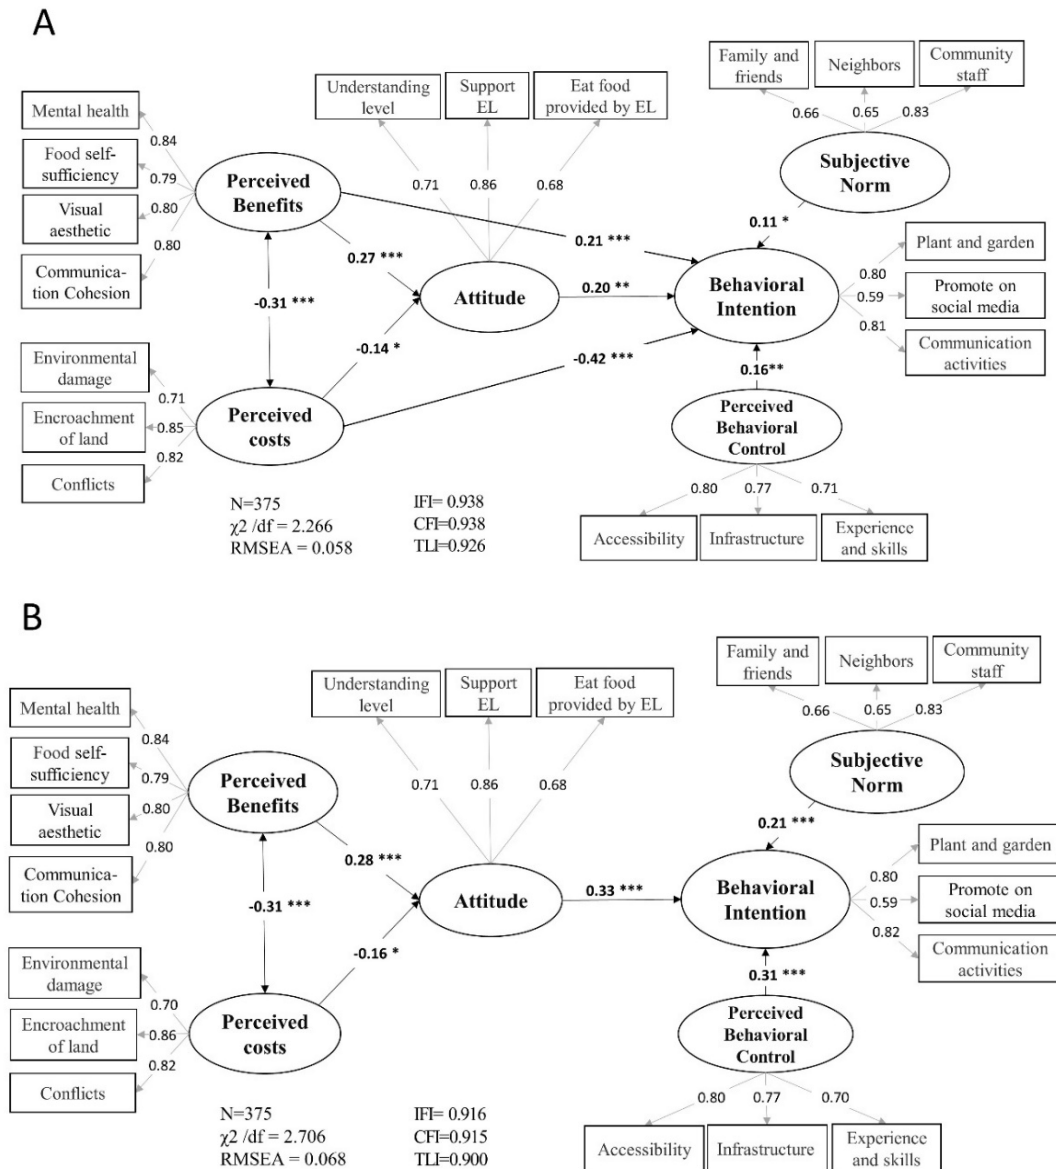 A
Family and
friends
Neighbors
Community
staff
Understanding
level
Support
EL
Eat food
provided by EL
Mental health
Food self-
sufficiency
Visual
aesthetic
Communica-
tion Cohesion
0.84
0.79
0.80
0.80
Perceived
Benefits
0.71
0.86
0.68
0.66
0.65
0.83
Subjective
Norm
0.11 *
0.21 ***
0.27 ***
-0.31 ***
Attitude
0.20 **
Behavioral
Intention
0.80
0.59
0.81
Plant and garden
Promote on
social media
Communication
activities
-0.14 *
-0.42 ***
0.16**
Environmental
damage
Encroachment
of land
Conflicts
0.71
0.85
0.82
Perceived
costs
Perceived
Behavioral
Control
0.80
0.77
0.71
Accessibility
Infrastructure
Experience
and skills
N=375
χ2 /df = 2.266
RMSEA = 0.058
IFI= 0.938
CFI=0.938
TLI=0.926
B
Family and
friends
Neighbors
Community
staff
Understanding
level
Support
EL
Eat food
provided by EL
Mental health
Food self-
sufficiency
Visual
aesthetic
Communica-
tion Cohesion
0.84
0.79
0.80
0.80
Perceived
Benefits
0.71
0.86
0.68
0.66
0.65
0.83
Subjective
Norm
0.21 ***
0.28 ***
-0.31 ***
Attitude
0.33 ***
Behavioral
Intention
0.80
0.59
0.82
Plant and garden
Promote on
social media
Communication
activities
-0.16 *
0.31 ***
Environmental
damage
Encroachment
of land
Conflicts
0.70
0.86
0.82
Perceived
costs
Perceived
Behavioral
Control
0.80
0.77
0.70
Accessibility
Infrastructure
Experience
and skills
N=375
χ2 /df = 2.706
RMSEA = 0.068
IFI= 0.916
CFI=0.915
TLI=0.900